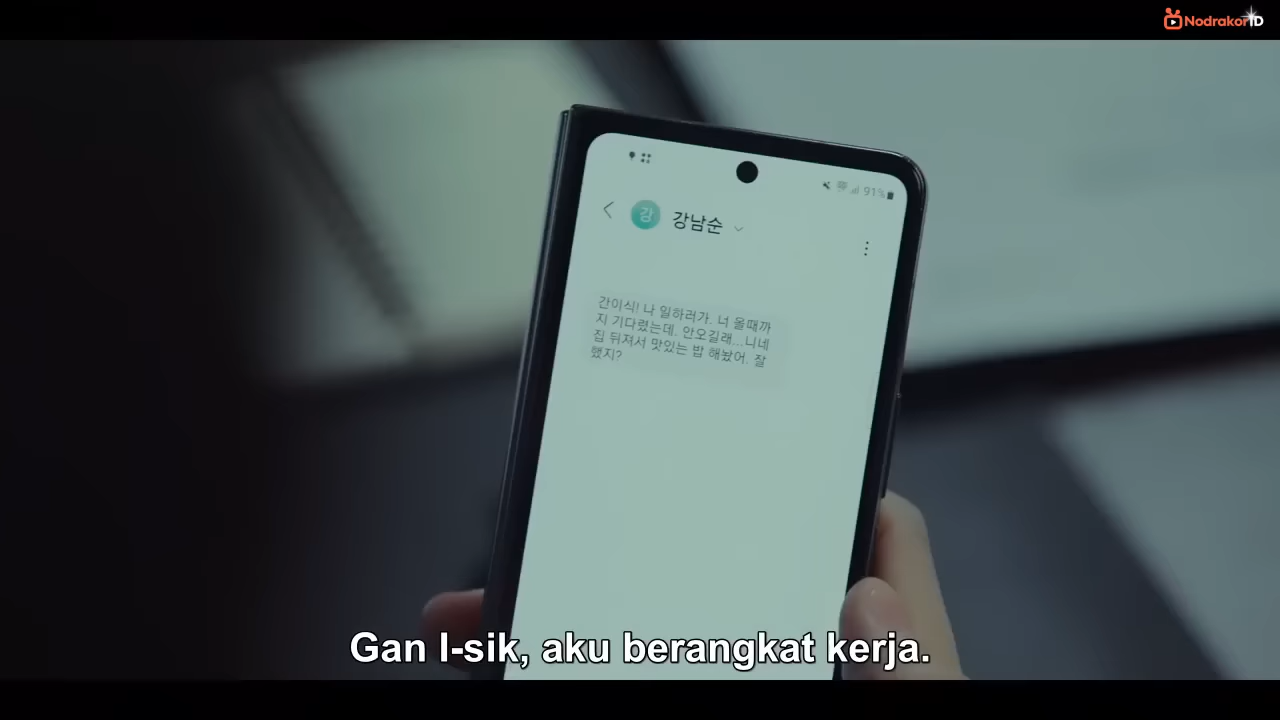 NodrakorID
91%
강 강남순
간이식! 나 일하러가. 너 올때까
지 기다렸는데. 안오길래...니네
집 뒤져서 맛있는 밥 해놨어. 잘
했지?
Gan I-sik, aku berangkat kerja.